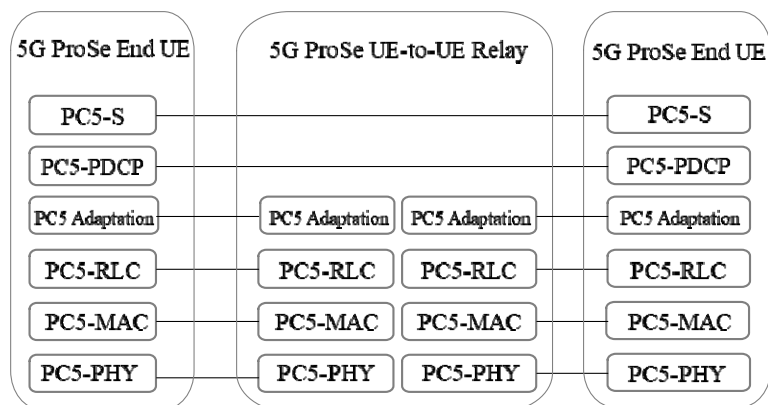 5G ProSe End UE
5G ProSe UE-to-UE Relay
5G ProSe End UE
PC5-S
PC5-S
PC5-PDCP
PC5-PDCP
PC5 Adaptation
PC5 Adaptation
PC5 Adaptation
PC5 Adaptation
PC5-RLC
PC5-RLC
PC5-RLC
PC5-RLC
PC5-MAC
PC5-MAC
PC5-MAC
PC5-MAC
PC5-PHY
PC5-PHY
PC5-PHY
PC5-PHY